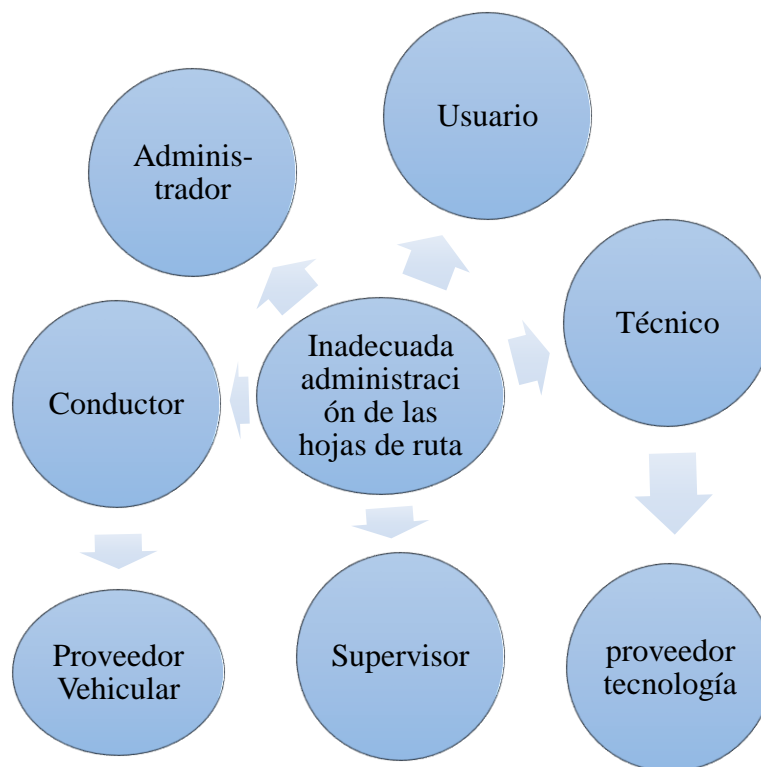 Usuario
Adminis-
trador
Técnico
Inadecuada
administraci
ón de las
hojas de ruta
Conductor
Proveedor
Vehicular
Supervisor
proveedor
tecnología